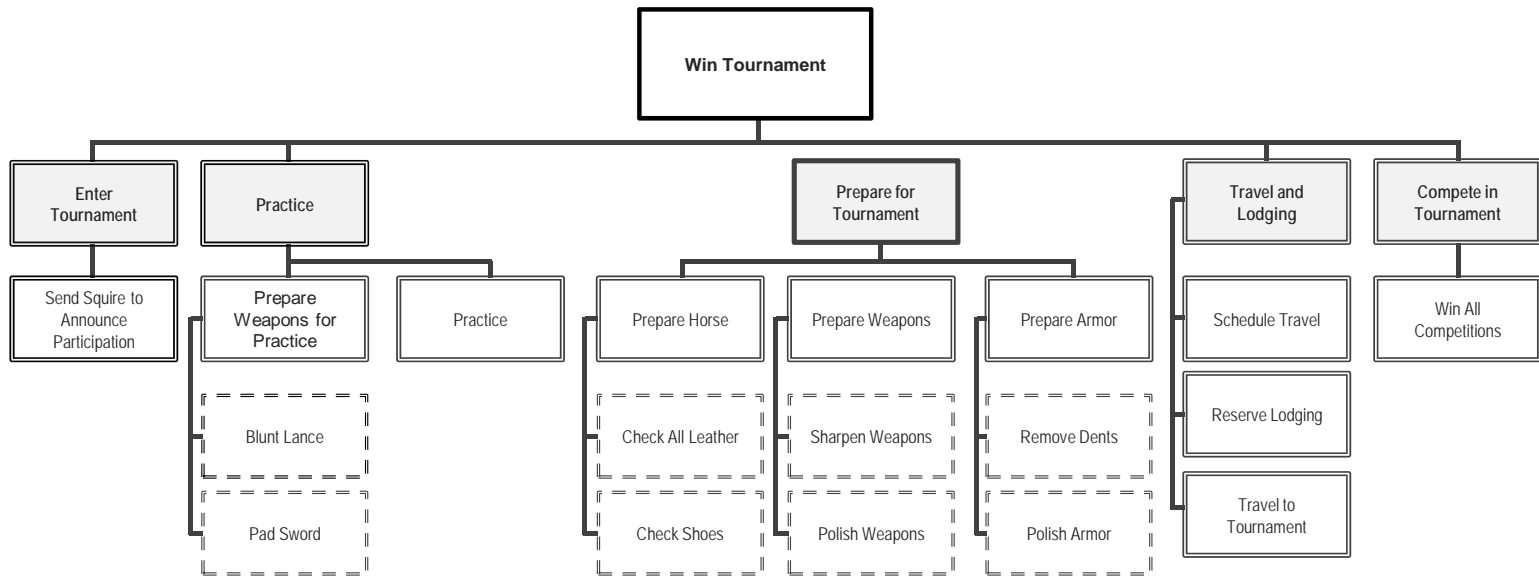 Win Tournament
Enter
Tournament
Practice
Prepare for
Tournament
Travel and
Lodging
Compete in
Tournament
Send Squire to
Announce
Participation
Prepare
Weapons for
Practice
Practice
Prepare Horse
Prepare Weapons
Prepare Armor
Schedule Travel
Win All
Competitions
Blunt Lance
Check All Leather
Sharpen Weapons
Remove Dents
Reserve Lodging
Pad Sword
Check Shoes
Polish Weapons
Polish Armor
Travel to
Tournament